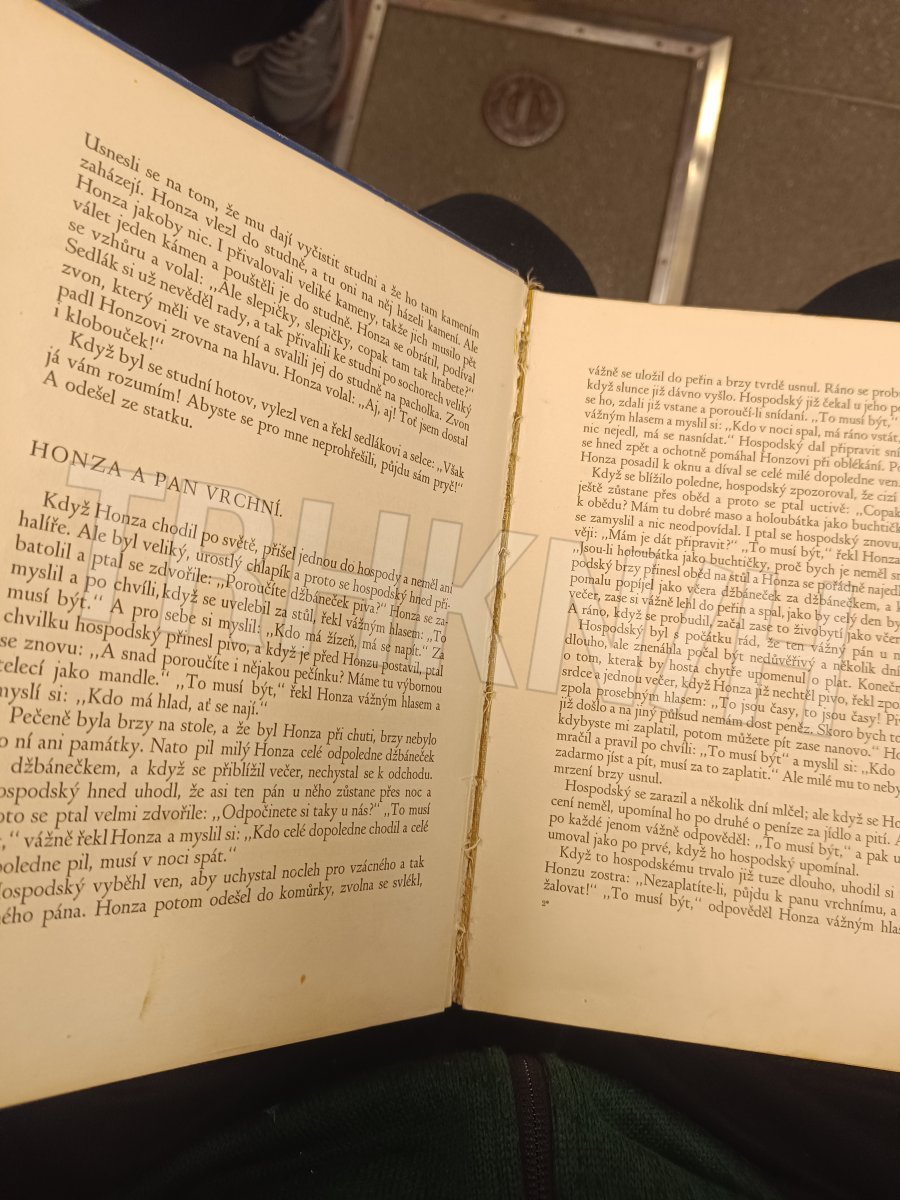 Usnesli se na tom, že mu dají vyčistit studni a že ho tam kamením
zaházejí. Honza vlezl do studně, a tu oni na něj házeli kamení. Ale
Honza jakoby nic. I přivalovali veliké kameny, takže jich musilo pět
válet jeden kámen a pouštěli je do studně. Honza se obrátil, podíval
se vzhůru a volal: „Ale slepičky, slepičky, copak tam tak hrabete?“
Sedlák si už nevěděl rady, a tak přivalili ke studni po sochorech veliký
zvon, který měli ve stavení a svalili jej do studně na pacholka. Zvon
padl Honzovi zrovna na hlavu. Honza volal: „Aj, aj! Toť jsem dostal
i klobouček!“
Když byl se studní hotov, vylezl ven a řekl sedlákovi a selce: „Však
já vám rozumím! Abyste se pro mne neprohřešili, půjdu sám pryč!“
A odešel ze statku.
HONZA A PAN VRCHNÍ.
Když Honza chodil po světě, přišel jednou do hospody a neměl ani
halíře. Ale byl veliký, urostlý chlapík a proto se hospodský hned při-
batolil a ptal se zdvořile: „Poroučíte džbáneček piva?“ Honza se za-
myslil a po chvíli, když se uvelebil za stůl, řekl vážným hlasem: „To
musí být.“ A pro sebe si myslil: „Kdo má žízeň, má se napít.“ Za
chvilku hospodský přinesl pivo, a když je před Honzu postavil, ptal
se znovu: „A snad poroučíte i nějakou pečínku? Máme tu výbornou
telecí jako mandle.“ „To musí být,“ řekl Honza vážným hlasem a
myslí si: „Kdo má hlad, ať se nají.“
Pečeně byla brzy na stole, a že byl Honza při chuti, brzy nebylo
po ní ani památky. Nato pil milý Honza celé odpoledne džbáneček
džbánečkem, a když se přiblížil večer, nechystal se k odchodu.
ospodský hned uhodl, že asi ten pán u něho zůstane přes noc a
oto se ptal velmi zdvořile: „Odpočinete si taky u nás?“ „To musí
,“ vážně řekl Honza a myslil si: „Kdo celé dopoledne chodil a celé
poledne pil, musí v noci spát.“
Hospodský vyběhl ven, aby uchystal nocleh pro vzácného a tak
ného pána. Honza potom odešel do komůrky, zvolna se svlékl,
vážně se uložil do peřin a brzy tvrdě usnul. Ráno se probu
když slunce již dávno vyšlo. Hospodský již čekal u jeho po
se ho, zdali již vstane a poroučí-li snídani. „To musí být,“
vážným hlasem a myslil si: „Kdo v noci spal, má ráno vstát,
nic nejedl, má se nasnídat.“ Hospodský dal připravit sní
se hned zpět a ochotně pomáhal Honzovi při oblékání. Po
Honza posadil k oknu a díval se celé milé dopoledne ven.
Když se blížilo poledne, hospodský zpozoroval, že cizí
ještě zůstane přes oběd a proto se ptal uctivě: „Copak
k obědu? Mám tu dobré maso a holoubátka jako buchtičk
se zamyslil a nic neodpovídal. I ptal se hospodský znovu,
věji: „Mám je dát připravit?“ „To musí být,“ řekl Honza
„Jsou-li holoubátka jako buchtičky, proč bych je neměl sn
podský brzy přinesl oběd na stůl a Honza se pořádně najedl
pomalu popíjel jako včera džbáneček za džbánečkem, a k
večer, zase si vážně lehl do peřin a spal, jako by celý den by
A ráno, když se probudil, začal zase to živobytí jako včer
Hospodský byl s počátku rád, že ten vážný pán u n
dlouho, ale znenáhla počal být nedůvěřivý a několik dní
o tom, kterak by hosta chytře upomenul o plat. Konečn
srdce a jednou večer, když Honza již nechtěl pivo, řekl zpo
zpola prosebným hlasem: „To jsou časy, to jsou časy! Piv
již došlo a na jiný půlsud nemám dost peněz. Skoro bych to
kdybyste mi zaplatil, potom můžete pít zase nanovo.“ Ho
mračil a pravil po chvíli: „To musí být“ a myslil si: „Kdo
zadarmo jíst a pít, musí za to zaplatit.“ Ale milé mu to neby
mrzení brzy usnul.
Hospodský se zarazil a několik dní mlčel; ale když se Ho
cení neměl, upomínal ho po druhé o peníze za jídlo a pití. A
po každé jenom vážně odpověděl: „To musí být,“ a pak u
umoval jako po prvé, když ho hospodský upomínal.
Když to hospodskému trvalo již tuze dlouho, uhodil si
Honzu zostra: „Nezaplatíte-li, půjdu k panu vrchnímu, a
žalovat!“ „To musí být,“ odpověděl Honza vážným hlas
2*
TRHKNIH